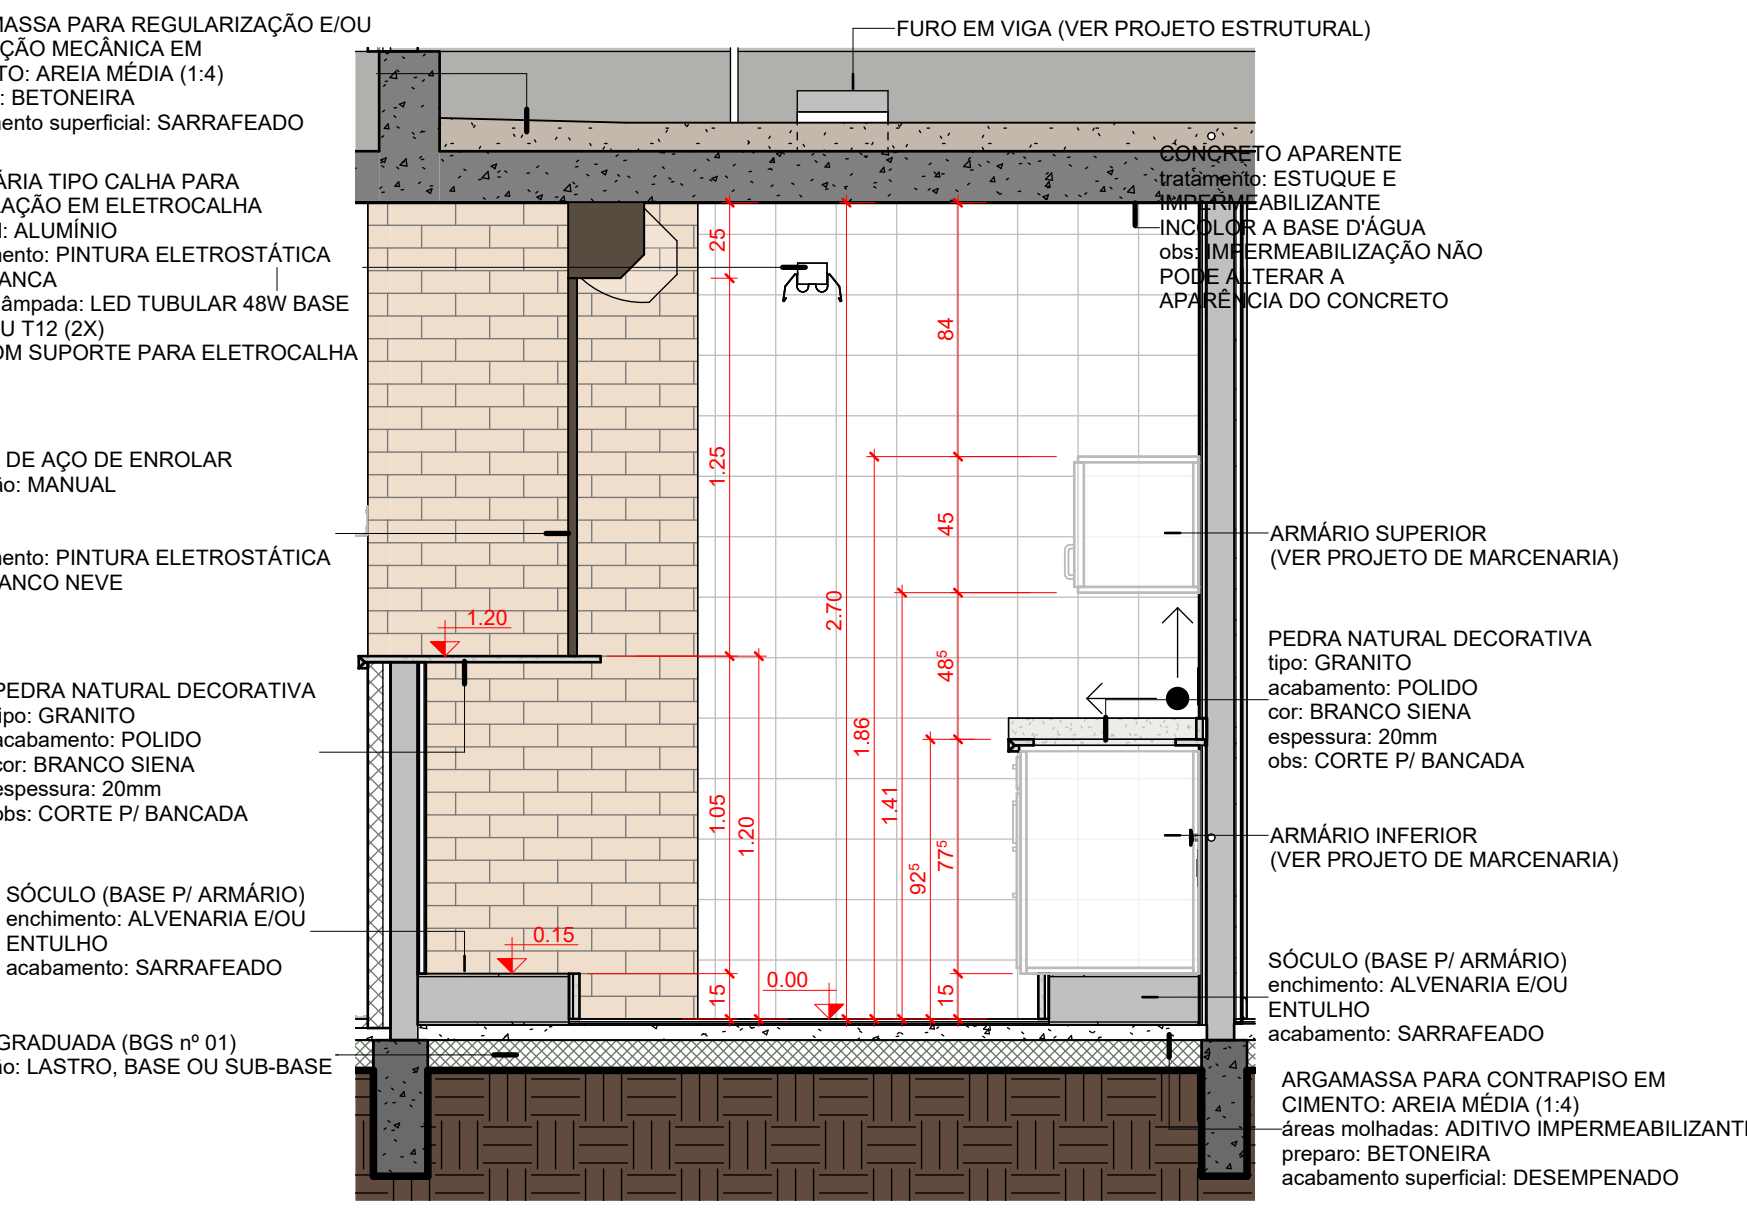 MASSA PARA REGULARIZAÇÃO E/OU
ÇÃO MECÂNICA EM
TO: AREIA MÉDIA (1:4)
: BETONEIRA
ento superficial: SARRAFEADO
FURO EM VIGA (VER PROJETO ESTRUTURAL)
ÁRIA TIPO CALHA PARA
AÇÃO EM ELETROCALHA
: ALUMÍNIO
mento: PINTURA ELETROSTÁTICA
ANCA
âmpada: LED TUBULAR 48W BASE
U T12 (2X)
OM SUPORTE PARA ELETROCALHA
CONCRETO APARENTE
tratamento: ESTUQUE E
IMPERMEABILIZANTE
INCOLOR A BASE D'ÁGUA
obs: IMPERMEABILIZAÇÃO NÃO
PODE ALTERAR A
APARÊNCIA DO CONCRETO
DE AÇO DE ENROLAR
ão: MANUAL
mento: PINTURA ELETROSTÁTICA
ANCO NEVE
PEDRA NATURAL DECORATIVA
tipo: GRANITO
acabamento: POLIDO
cor: BRANCO SIENA
espessura: 20mm
obs: CORTE P/ BANCADA
SÓCULO (BASE P/ ARMÁRIO)
enchimento: ALVENARIA E/OU
ENTULHO
acabamento: SARRAFEADO
GRADUADA (BGS nº 01)
ão: LASTRO, BASE OU SUB-BASE
25
1.25
1.05
15
1.20
2.70
1.86
1.41
92⁵
84
45
48⁵
77⁵
15
1.20
0.15
0.00
ARMÁRIO SUPERIOR
(VER PROJETO DE MARCENARIA)
PEDRA NATURAL DECORATIVA
tipo: GRANITO
acabamento: POLIDO
cor: BRANCO SIENA
espessura: 20mm
obs: CORTE P/ BANCADA
ARMÁRIO INFERIOR
(VER PROJETO DE MARCENARIA)
SÓCULO (BASE P/ ARMÁRIO)
enchimento: ALVENARIA E/OU
ENTULHO
acabamento: SARRAFEADO
ARGAMASSA PARA CONTRAPISO EM
CIMENTO: AREIA MÉDIA (1:4)
áreas molhadas: ADITIVO IMPERMEABILIZANTE
preparo: BETONEIRA
acabamento superficial: DESEMPENADO